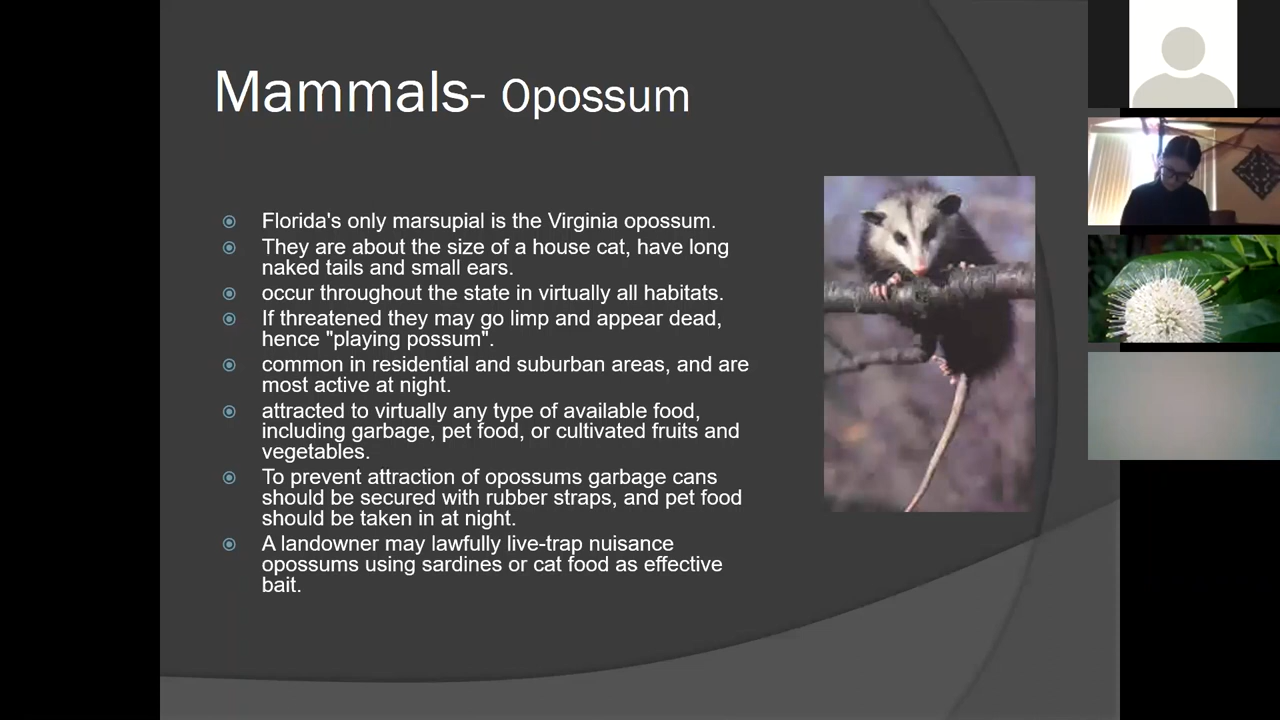 Mammals- Opossum
Florida's only marsupial is the Virginia opossum.
They are about the size of a house cat, have long
naked tails and small ears.
occur throughout the state in virtually all habitats.
If threatened they may go limp and appear dead,
hence "playing possum".
common in residential and suburban areas, and are
most active at night.
attracted to virtually any type of available food,
including garbage, pet food, or cultivated fruits and
vegetables.
To prevent attraction of opossums garbage cans
should be secured with rubber straps, and pet food
should be taken in at night.
A landowner may lawfully live-trap nuisance
opossums using sardines or cat food as effective
bait.